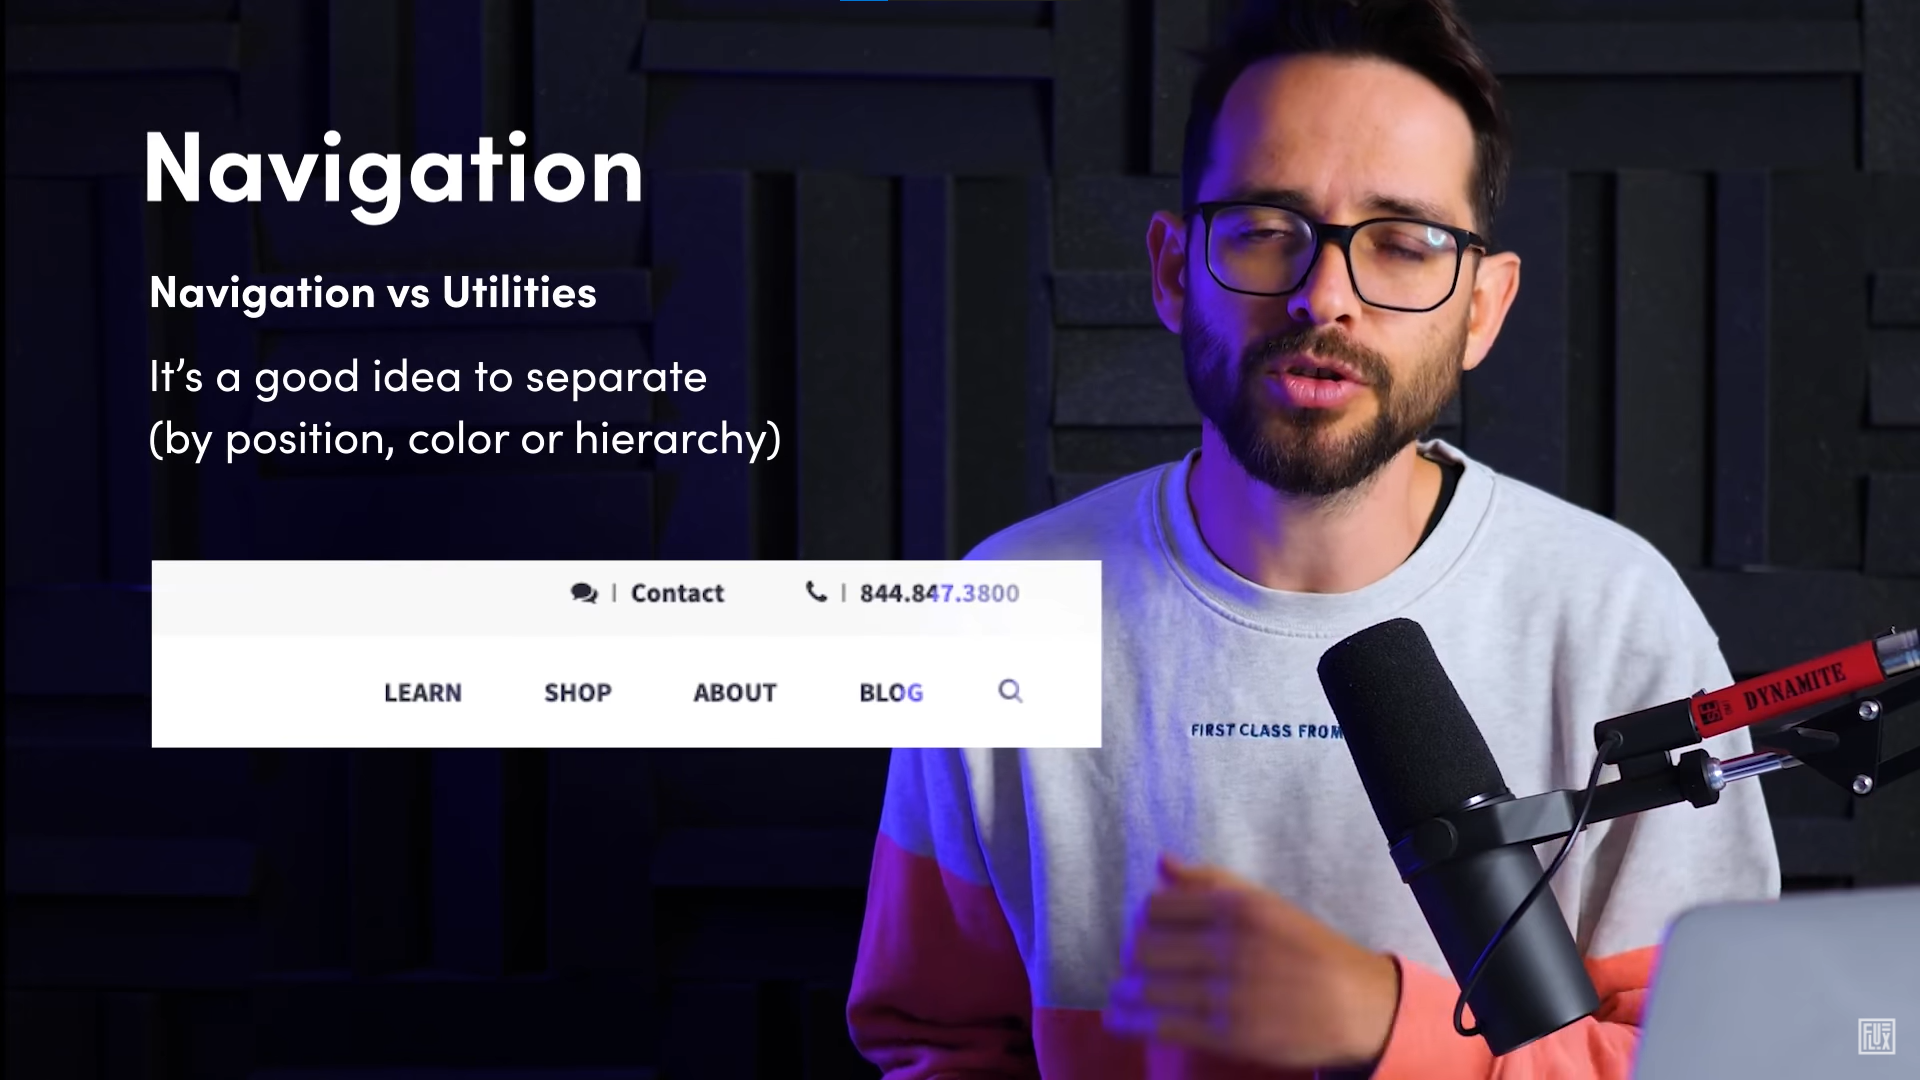 Navigation
Navigation vs Utilities
It's a good idea to separate
(by position, color or hierarchy)
Contact
844.847.3800
LEARN
SHOP
ABOUT
BLOG
FIRST CLASS FROM
DYNAMITE
SE
FLUX